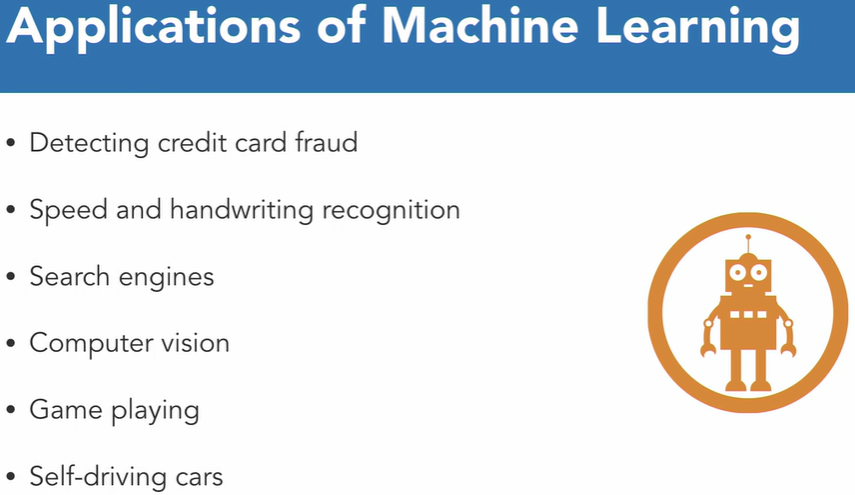 Applications of Machine Learning
• Detecting credit card fraud
• Speed and handwriting recognition
• Search engines
• Computer vision
• Game playing
• Self-driving cars